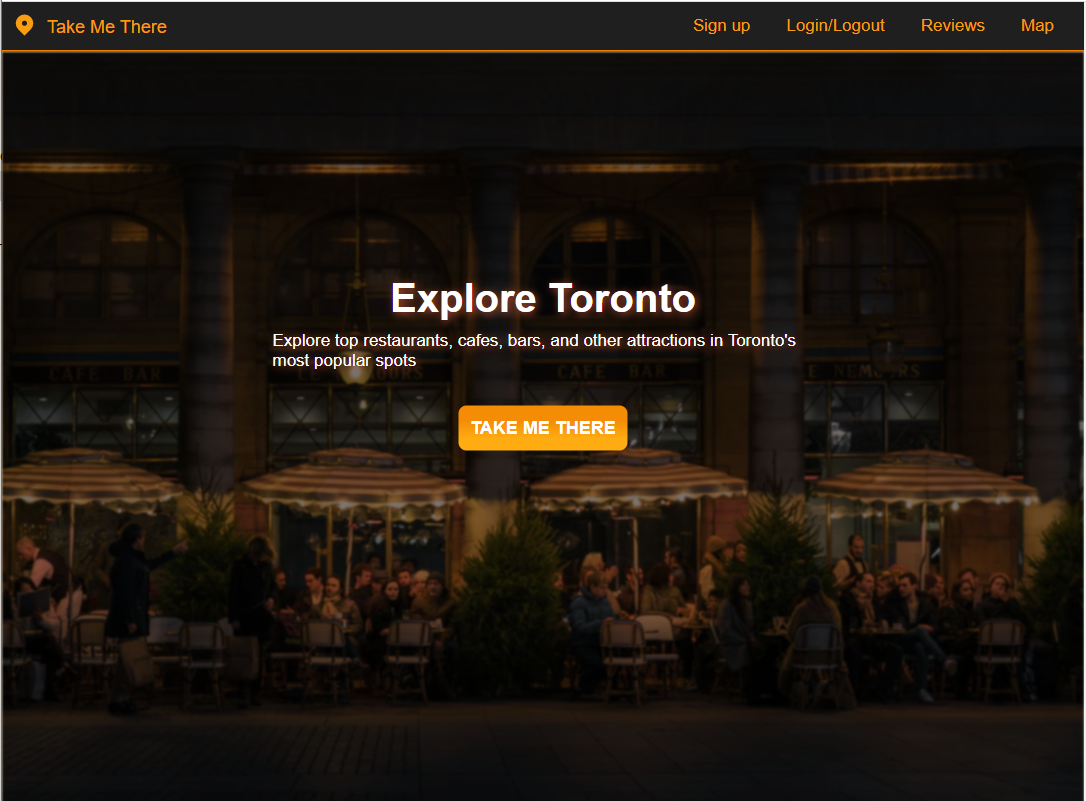 Take Me There
Sign up
Login/Logout
Reviews
Map
Explore Toronto
Explore top restaurants, cafes, bars, and other attractions in Toronto's
most popular spots
CAFE BAR
CAFE BAR
LE NEMOURS
TAKE ME THERE